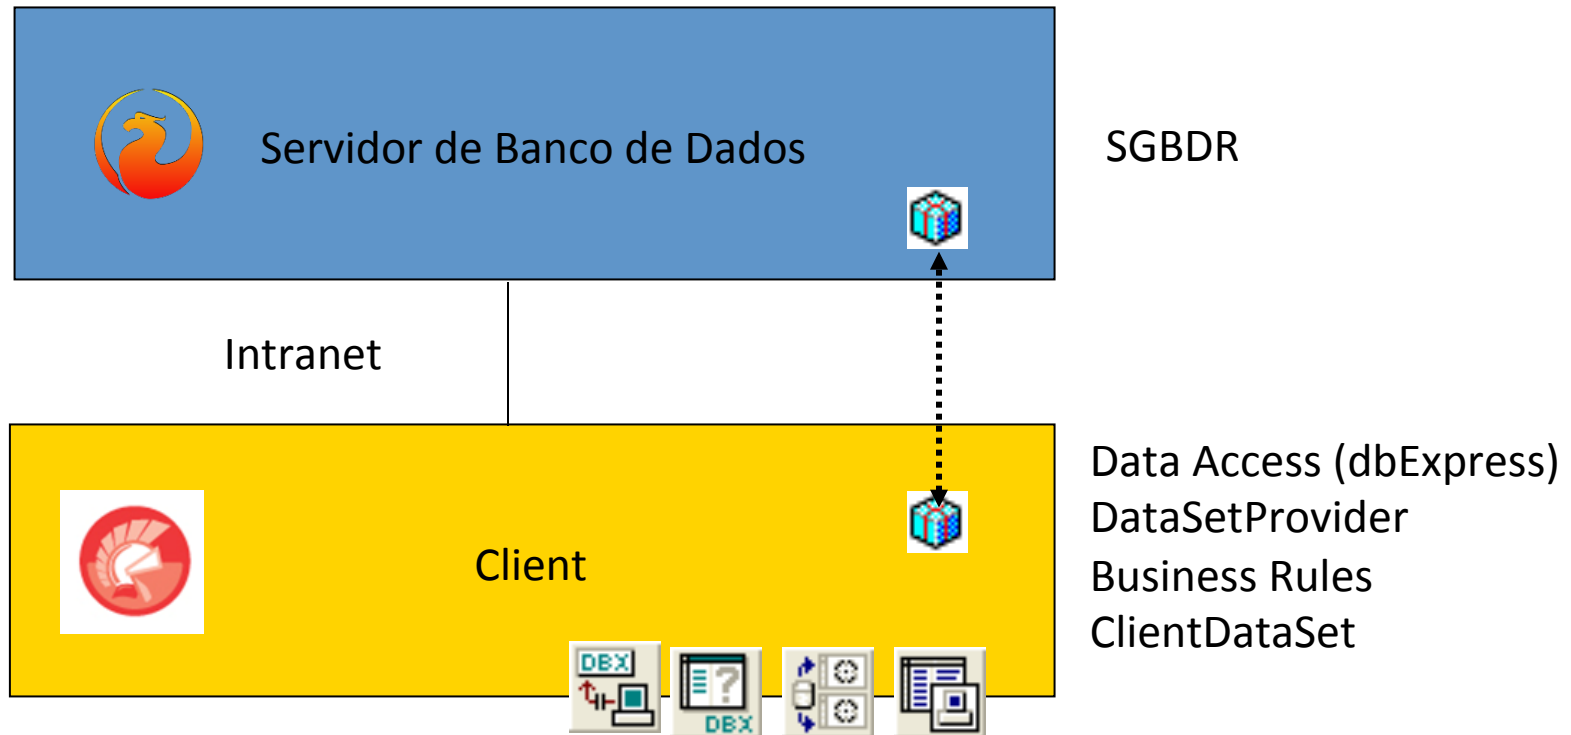 Servidor de Banco de Dados
SGBDR
Intranet
Client
Data Access (dbExpress)
DataSetProvider
Business Rules
ClientDataSet
DBX
?
DBX